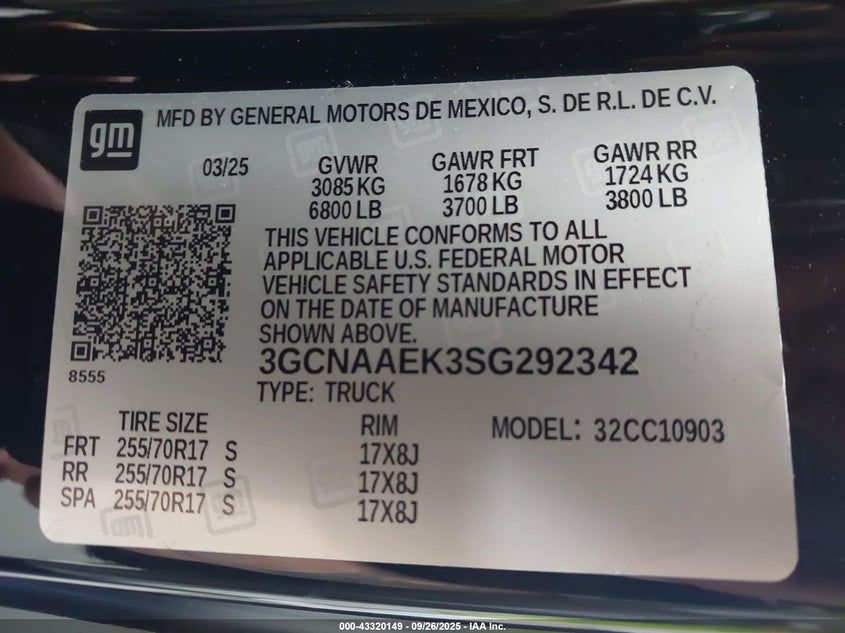 gm
MFD BY GENERAL MOTORS DE MEXICO, S. DE R.L. DE C.V.
03/25 GVWR GAWR FRT GAWR RR
3085 KG 1678 KG 1724 KG
6800 LB 3700 LB 3800 LB
THIS VEHICLE CONFORMS TO ALL
APPLICABLE U.S. FEDERAL MOTOR
VEHICLE SAFETY STANDARDS IN EFFECT
ON THE DATE OF MANUFACTURE
SHOWN ABOVE.
3GCNAAEK3SG292342
8555
TYPE: TRUCK
TIRE SIZE RIM MODEL: 32CC10903
FRT 255/70R17 S 17X8J
RR 255/70R17 S 17X8J
SPA 255/70R17 S 17X8J
000-43320149 - 09/26/2025 - IAA Inc.